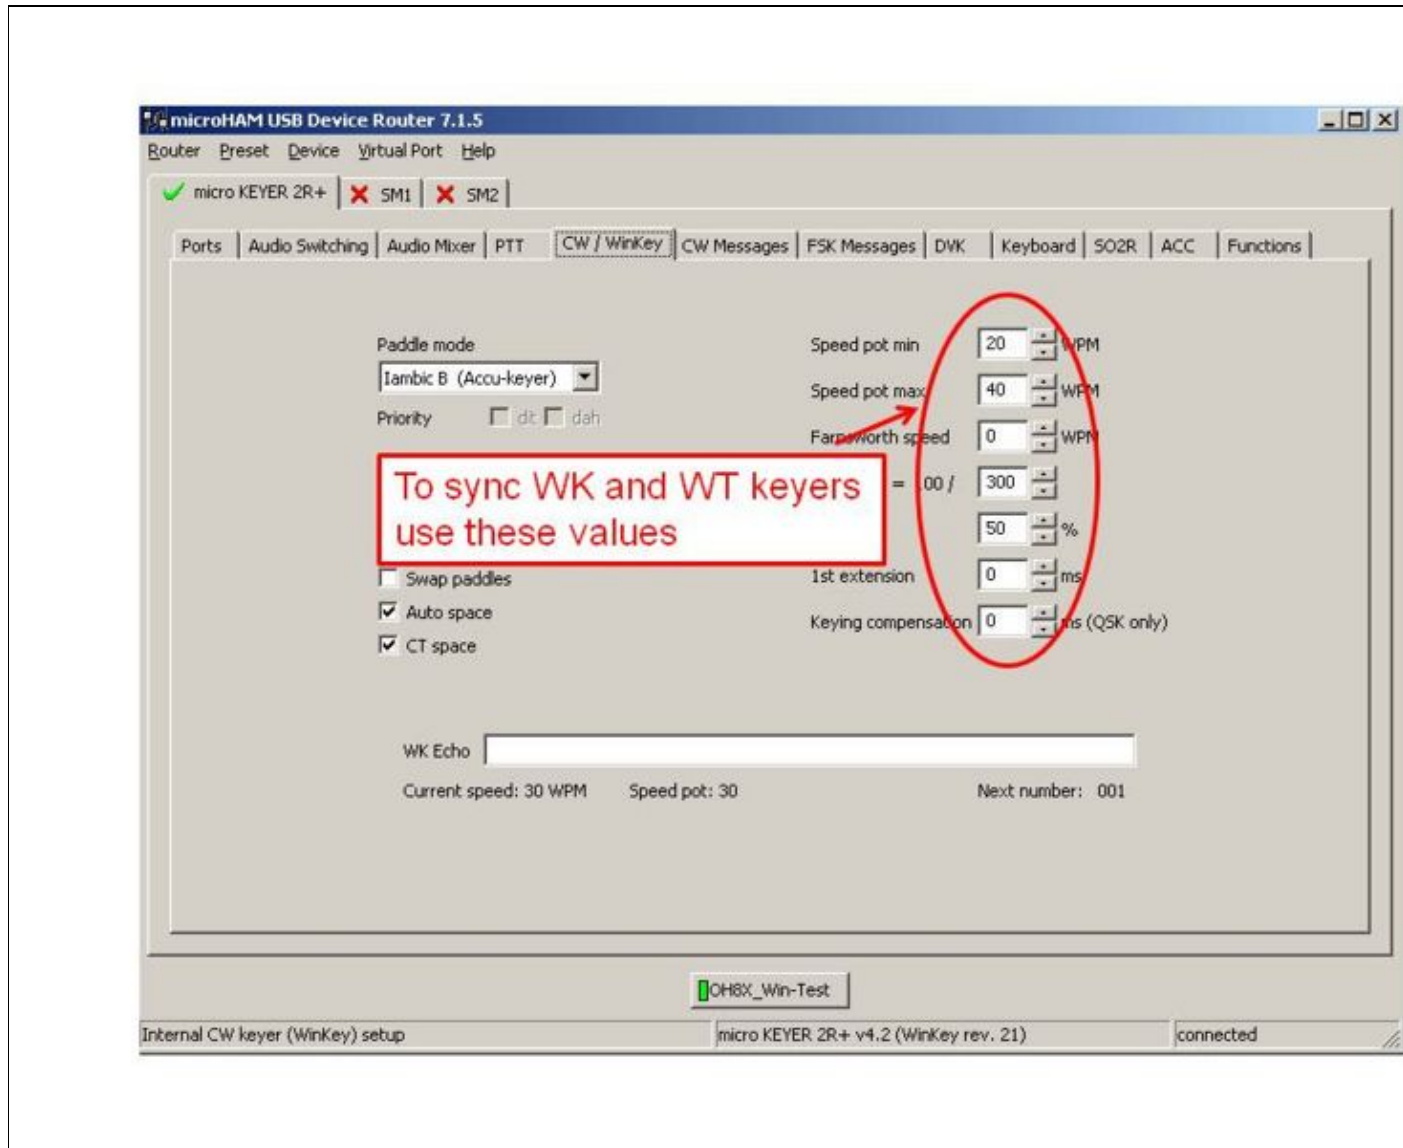 microHAM USB Device Router 7.1.5
Router Preset Device Virtual Port Help
micro KEYER 2R+ SM1 SM2
Ports Audio Switching Audio Mixer PTT CW / WinKey CW Messages FSK Messages DVK Keyboard SO2R ACC Functions
Paddle mode
Iambic B (Accu-keyer)
Priority dit dah
To sync WK and WT keyers
use these values
Swap paddles
Auto space
CT space
Speed pot min 20 WPM
Speed pot max 40 WPM
Farnsworth speed 0 WPM
= 100 / 300
50 %
1st extension 0 ms
Keying compensation 0 ms (QSK only)
WK Echo
Current speed: 30 WPM Speed pot: 30 Next number: 001
OH8X_Win-Test
Internal CW keyer (WinKey) setup micro KEYER 2R+ v4.2 (WinKey rev. 21) connected